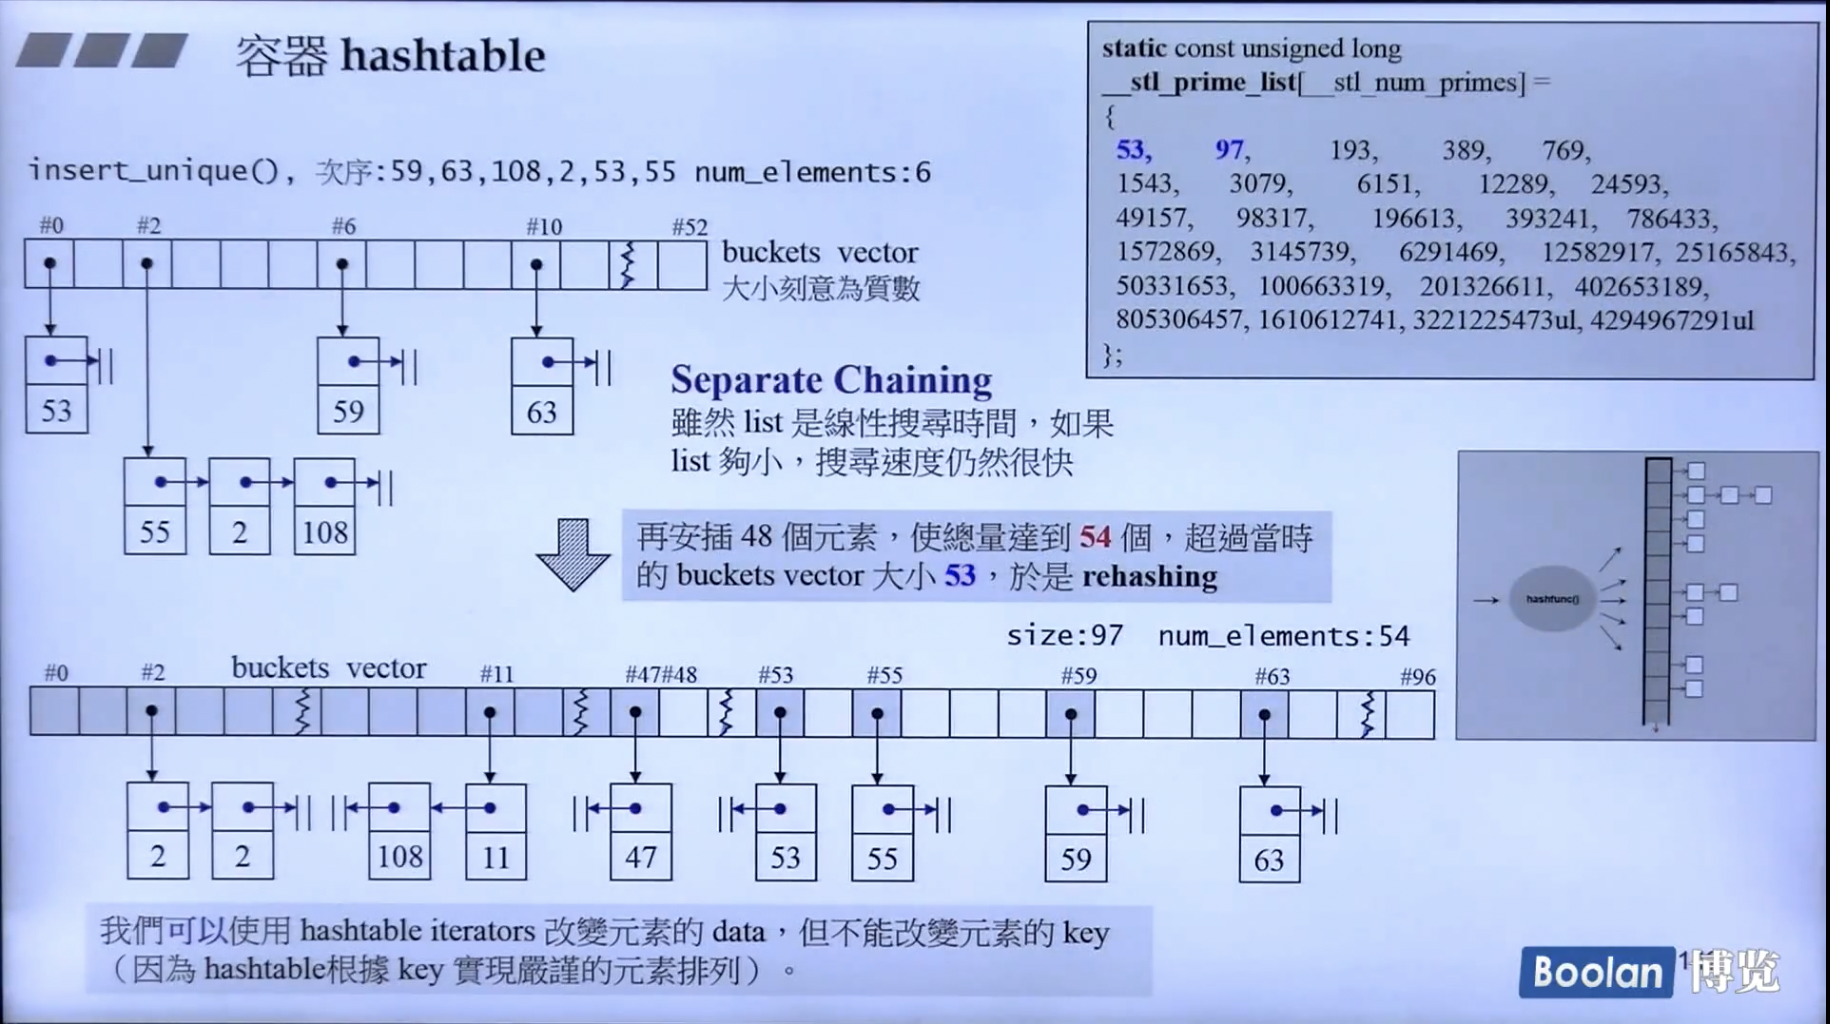 容器 hashtable
static const unsigned long
__stl_prime_list[__stl_num_primes] =
{
53, 97, 193, 389, 769,
1543, 3079, 6151, 12289, 24593,
49157, 98317, 196613, 393241, 786433,
1572869, 3145739, 6291469, 12582917, 25165843,
50331653, 100663319, 201326611, 402653189,
805306457, 1610612741, 3221225473ul, 4294967291ul
};
insert_unique(), 次序:59,63,108,2,53,55 num_elements:6
#0 #2 #6 #10 #52
buckets vector
大小刻意為質數
53 59 63
55 2 108
Separate Chaining
雖然 list 是線性搜尋時間，如果
list 夠小，搜尋速度仍然很快
再安插 48 個元素，使總量達到 54 個，超過當時
的 buckets vector 大小 53，於是 rehashing
hashfunc()
size:97 num_elements:54
buckets vector
#0 #2 #11 #47 #48 #53 #55 #59 #63 #96
2 2 108 11 47 53 55 59 63
我們可以使用 hashtable iterators 改變元素的 data，但不能改變元素的 key
（因為 hashtable根據 key 實現嚴謹的元素排列）。
Boolan 博览